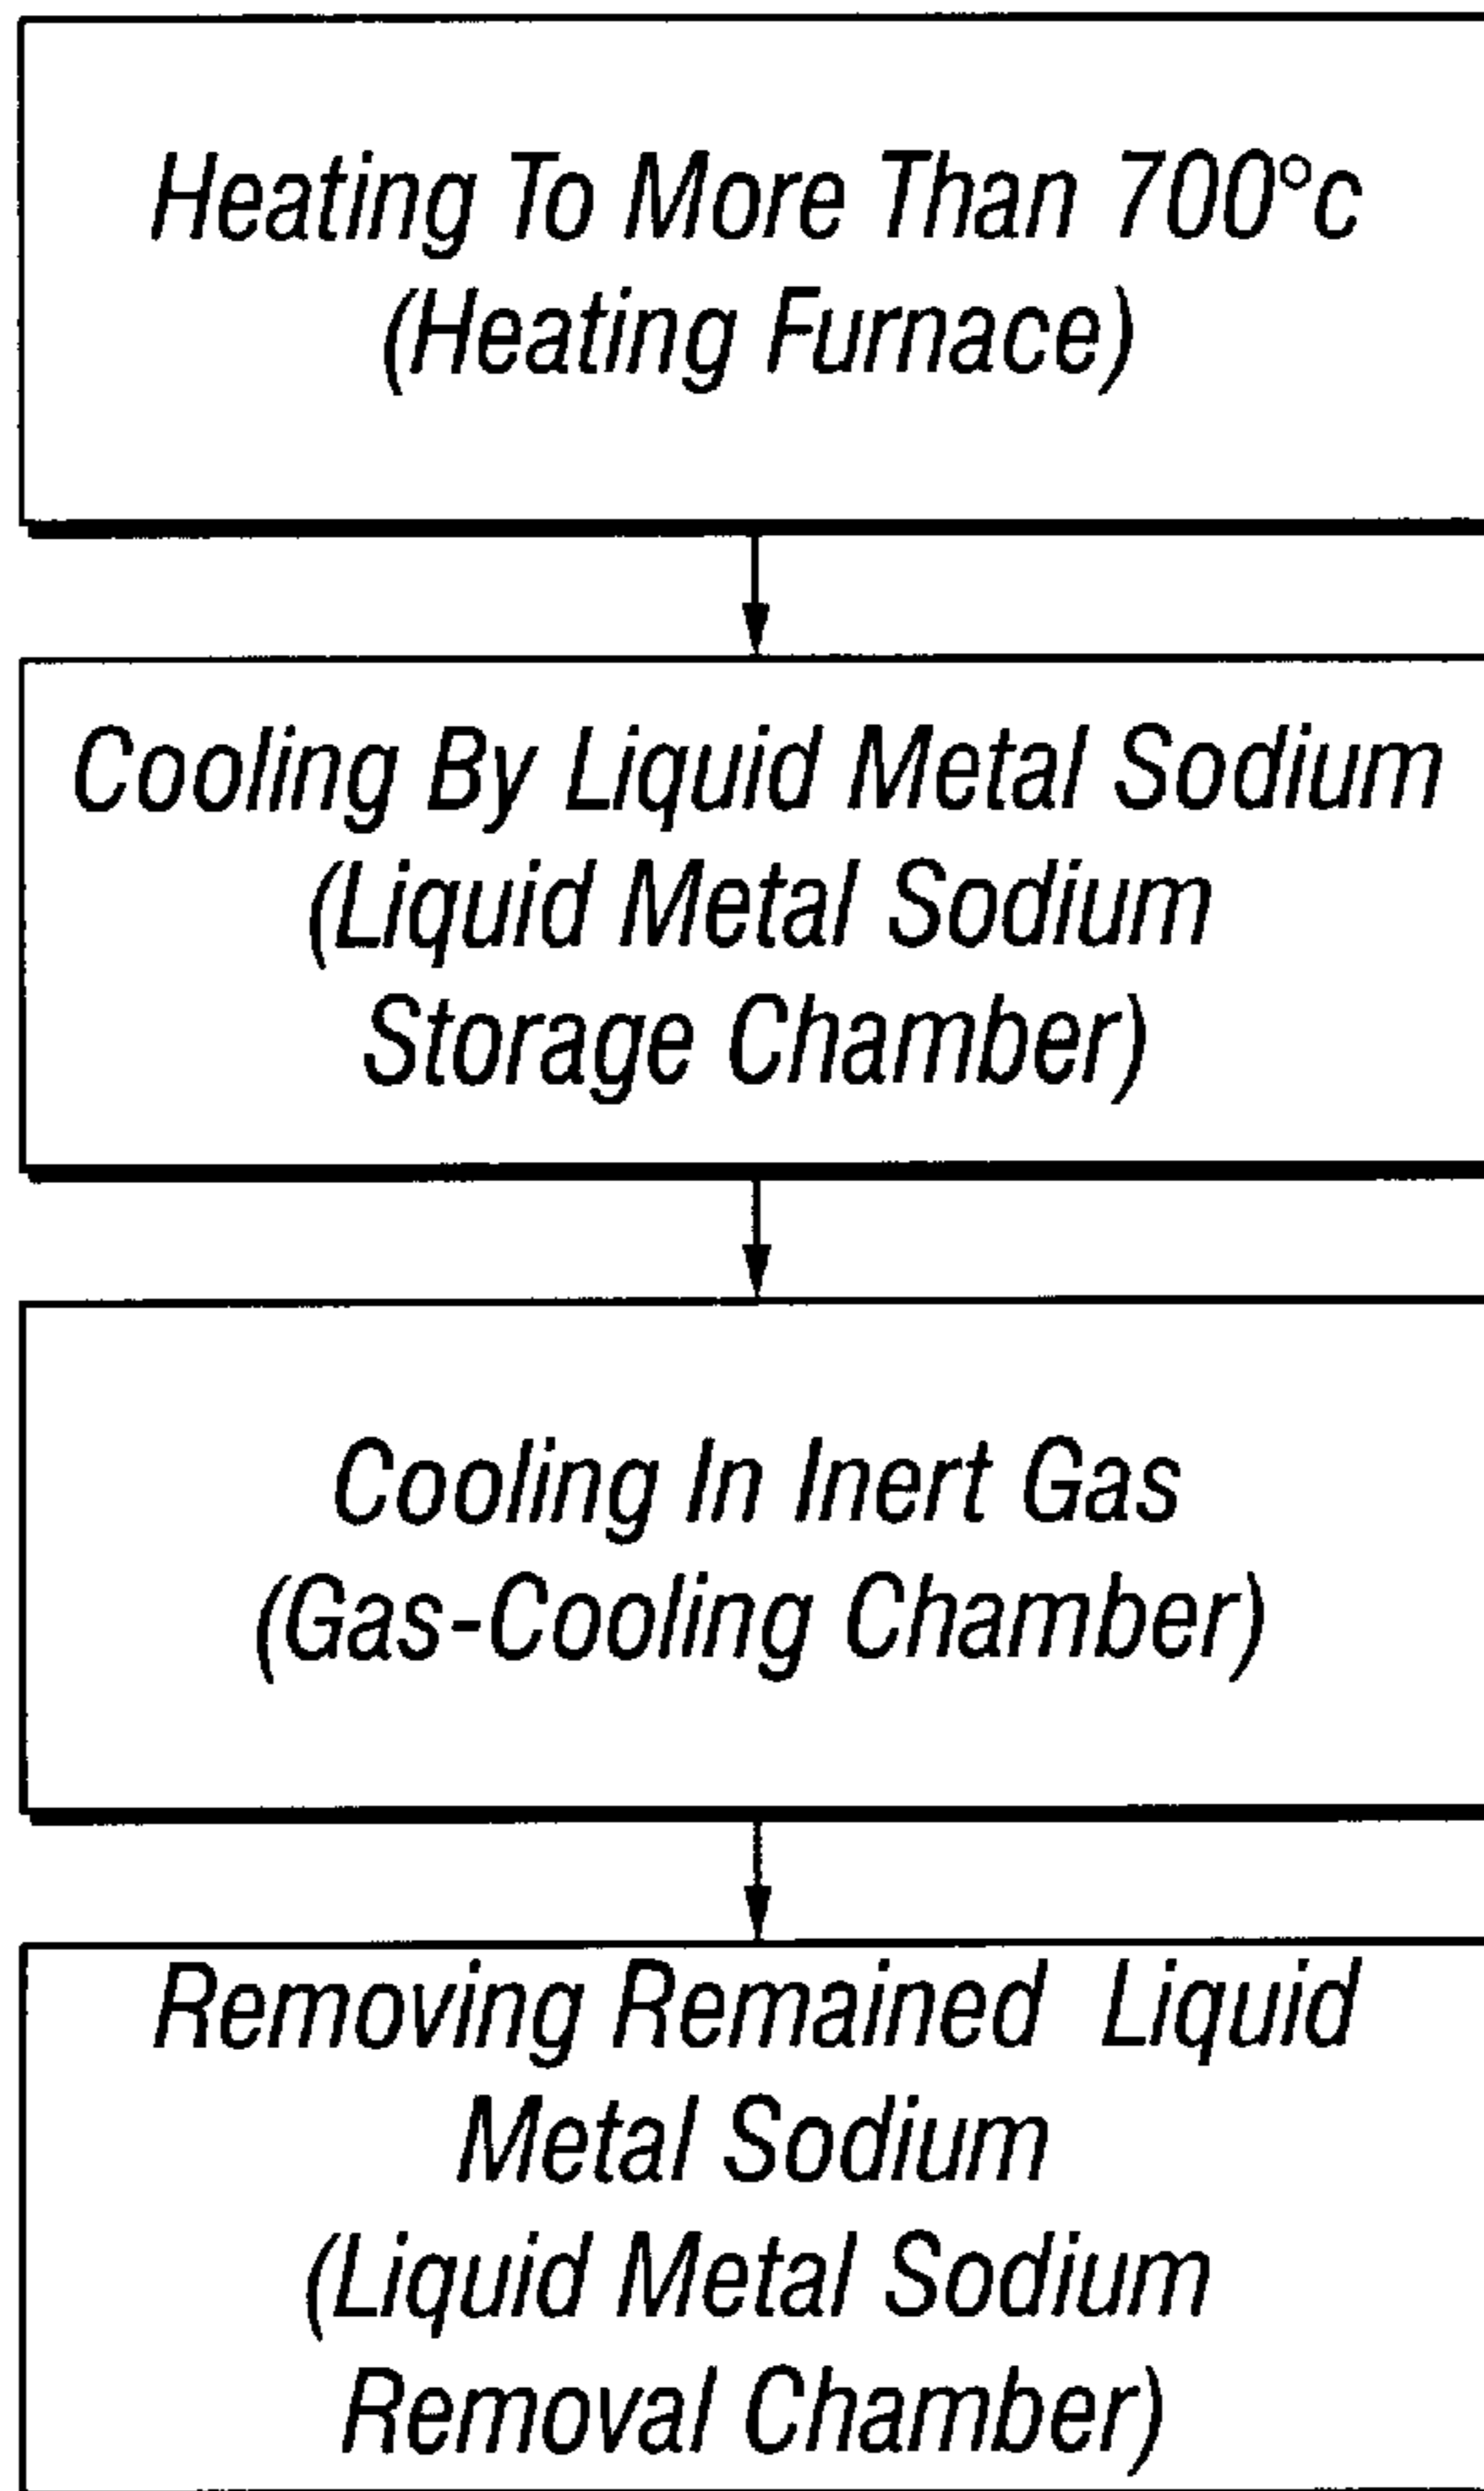 Heating To More Than 700°c
(Heating Furnace)
Cooling By Liquid Metal Sodium
(Liquid Metal Sodium
Storage Chamber)
Cooling In Inert Gas
(Gas-Cooling Chamber)
Removing Remained Liquid
Metal Sodium
(Liquid Metal Sodium
Removal Chamber)